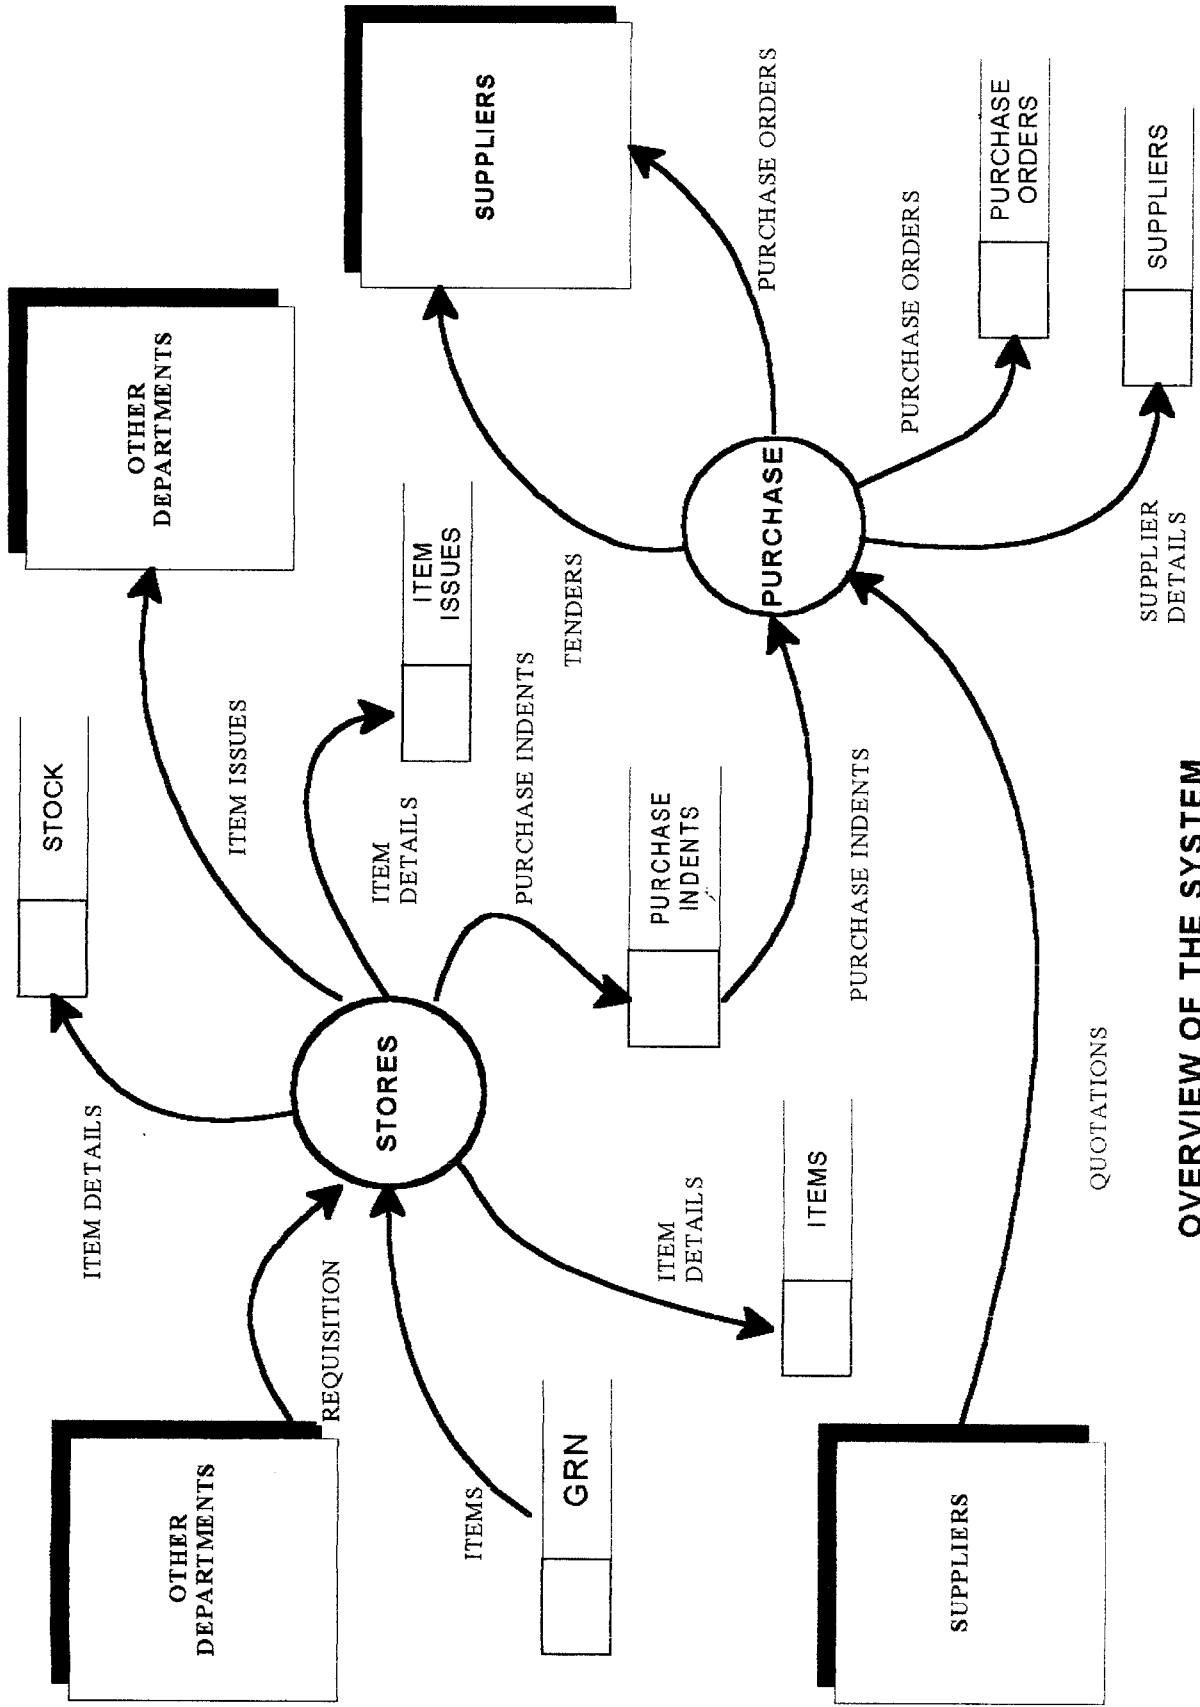 STOCK
ITEM DETAILS
OTHER
DEPARTMENTS
OTHER
DEPARTMENTS
ITEM ISSUES
REQUISITION
STORES
ITEM
DETAILS
ITEM
ISSUES
ITEMS
SUPPLIERS
PURCHASE INDENTS
GRN
TENDERS
ITEM
DETAILS
PURCHASE
INDENTS
PURCHASE
PURCHASE ORDERS
ITEMS
PURCHASE INDENTS
PURCHASE ORDERS
SUPPLIERS
PURCHASE
ORDERS
QUOTATIONS
SUPPLIER
DETAILS
SUPPLIERS
OVERVIEW OF THE SYSTEM